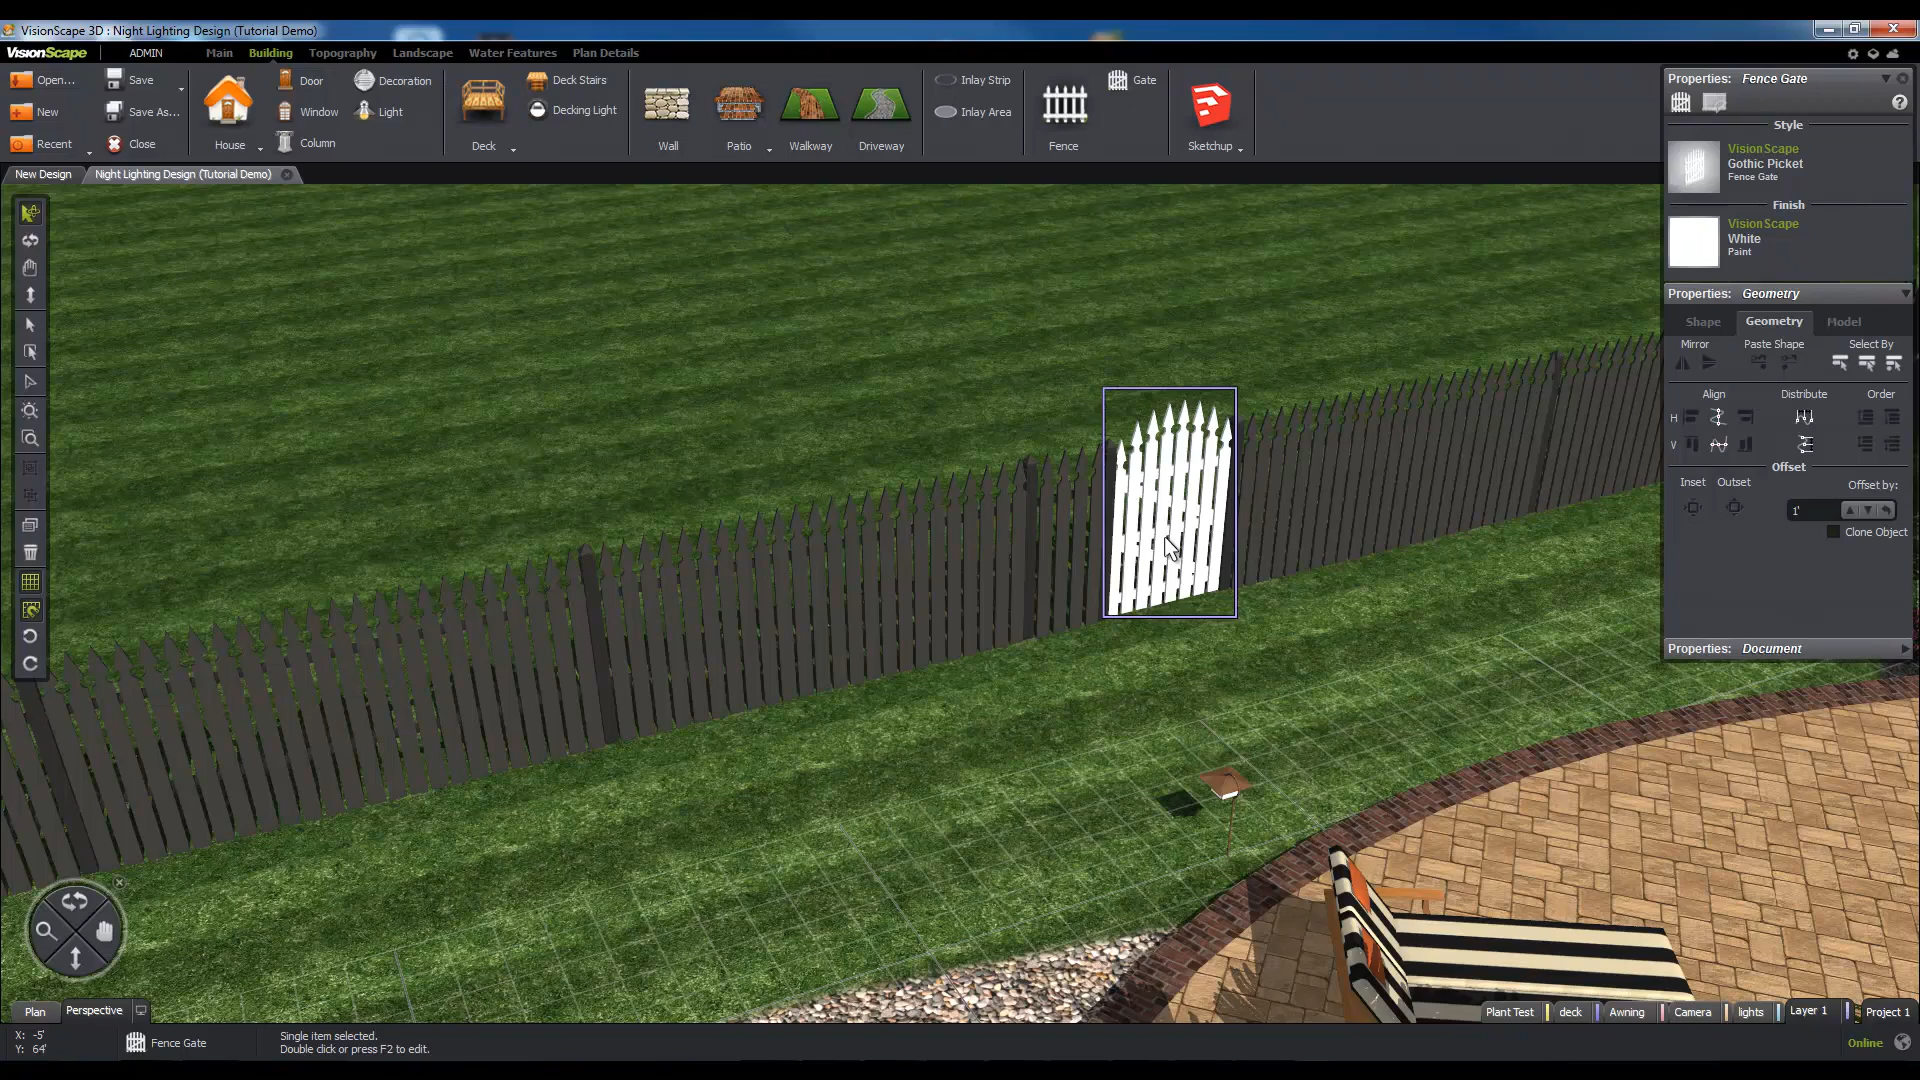 VisionScape 3D : Night Lighting Design (Tutorial Demo)
VisionScape ADMIN Main Building Topography Landscape Water Features Plan Details
Open... Save
New Save As...
Recent Close
House
Door Decoration
Window Light
Column
Deck
Deck Stairs
Decking Light
Wall Patio Walkway Driveway
Inlay Strip
Inlay Area
Fence
Gate
Sketchup
New Design Night Lighting Design (Tutorial Demo)
Properties: Fence Gate
?
Style
VisionScape
Gothic Picket
Fence Gate
Finish
VisionScape
White
Paint
Properties: Geometry
Shape Geometry Model
Mirror Paste Shape Select By
Align Distribute Order
H
V
Offset
Inset Outset Offset by:
1'
Clone Object
Properties: Document
Plan Perspective
Plant Test deck Awning Camera lights Layer 1 Project 1
X: -5'
Y: 64'
Fence Gate
Single item selected.
Double click or press F2 to edit.
Online